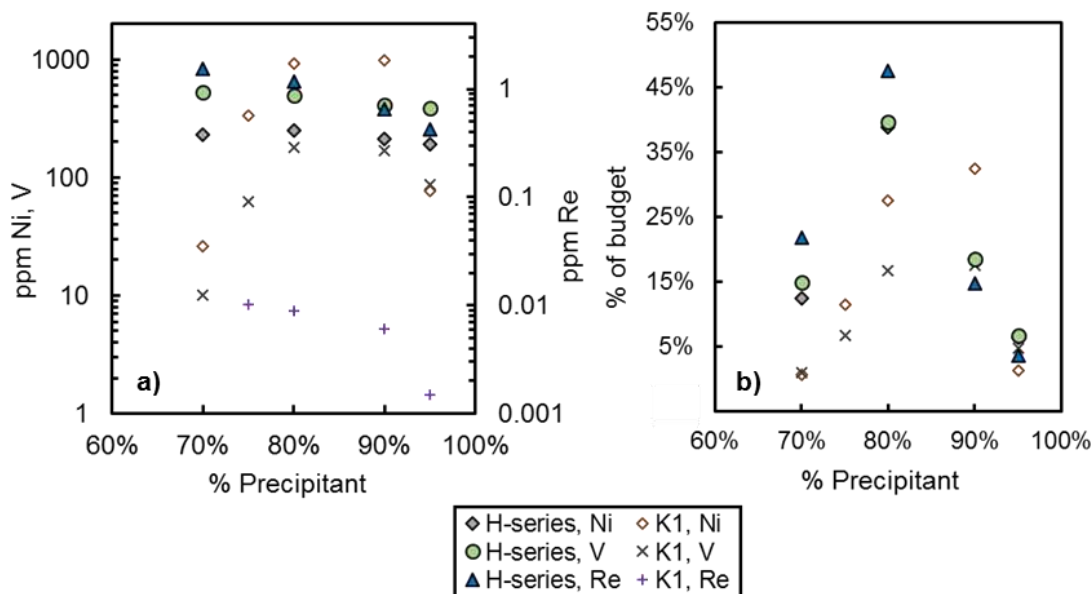 1000
100
10
1
ppm Ni, V
a)
60% 70% 80% 90% 100%
% Precipitant
1
0.1
0.01
0.001
ppm Re
55%
45%
35%
25%
15%
5%
% of budget
b)
60% 70% 80% 90% 100%
% Precipitant
H-series, Ni K1, Ni
H-series, V K1, V
H-series, Re K1, Re